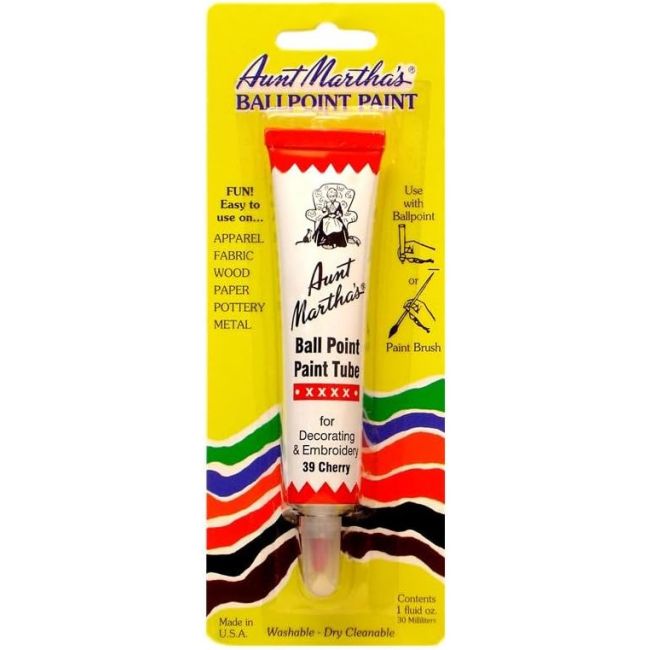 Aunt Martha's®
BALLPOINT PAINT
FUN!
Easy to
use on...
APPAREL
FABRIC
WOOD
PAPER
POTTERY
METAL
Use
with
Ballpoint
or
Paint Brush
Aunt
Martha's®
Ball Point
Paint Tube
• XXXX •
for
Decorating
& Embroidery
39 Cherry
Made in
U.S.A.
Washable - Dry Cleanable
Contents
1 fluid oz.
30 Milliliters